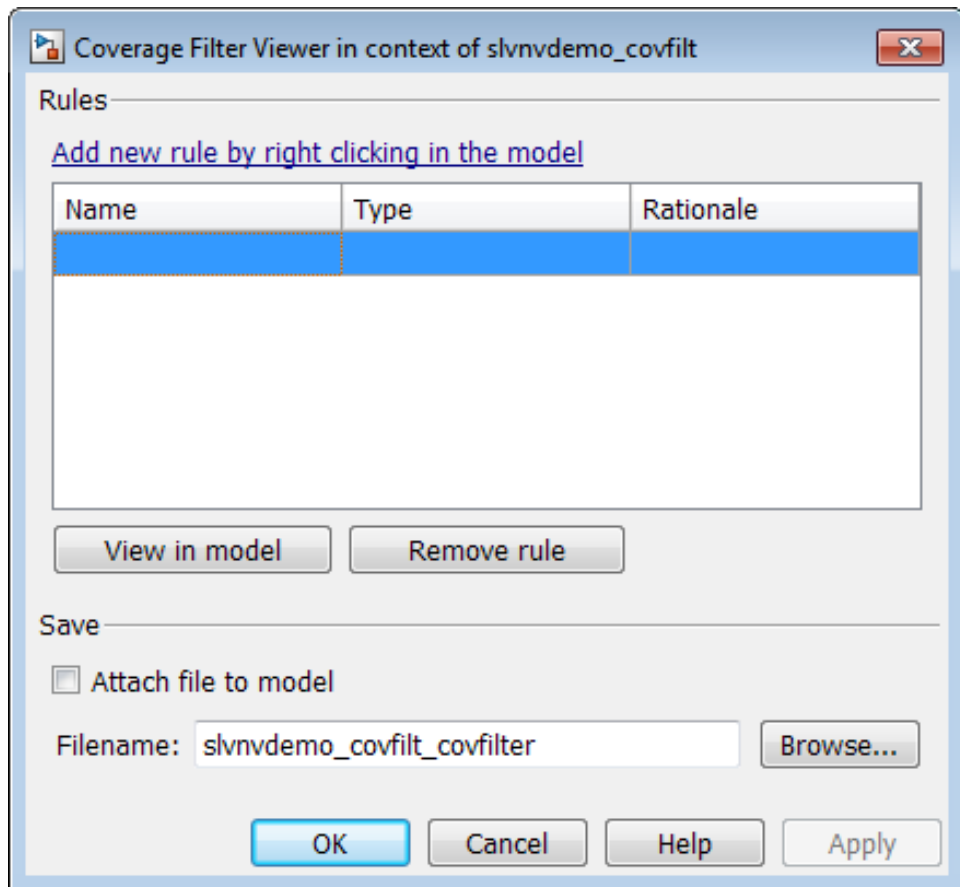 Coverage Filter Viewer in context of slvnvdemo_covfilt
Rules
Add new rule by right clicking in the model
Name Type Rationale
View in model Remove rule
Save
Attach file to model
Filename: slvnvdemo_covfilt_covfilter Browse...
OK Cancel Help Apply